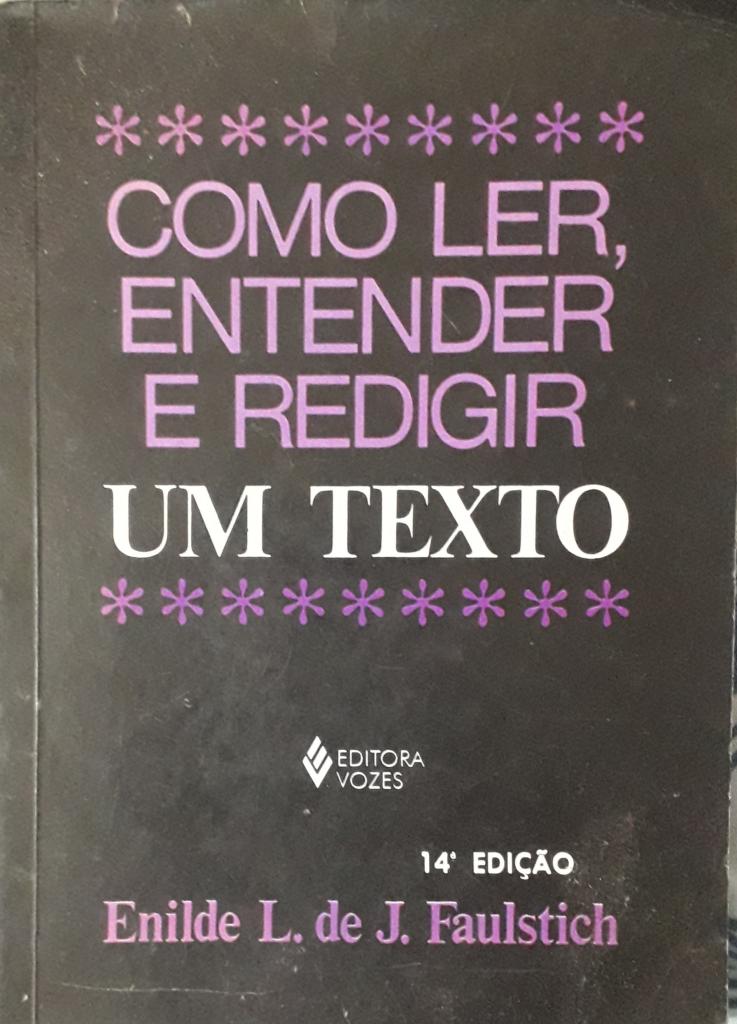 * * * * * * * * *
COMO LER,
ENTENDER
E REDIGIR
UM TEXTO
* * * * * * * * *
EDITORA
VOZES
14ª EDIÇÃO
Enilde L. de J. Faulstich